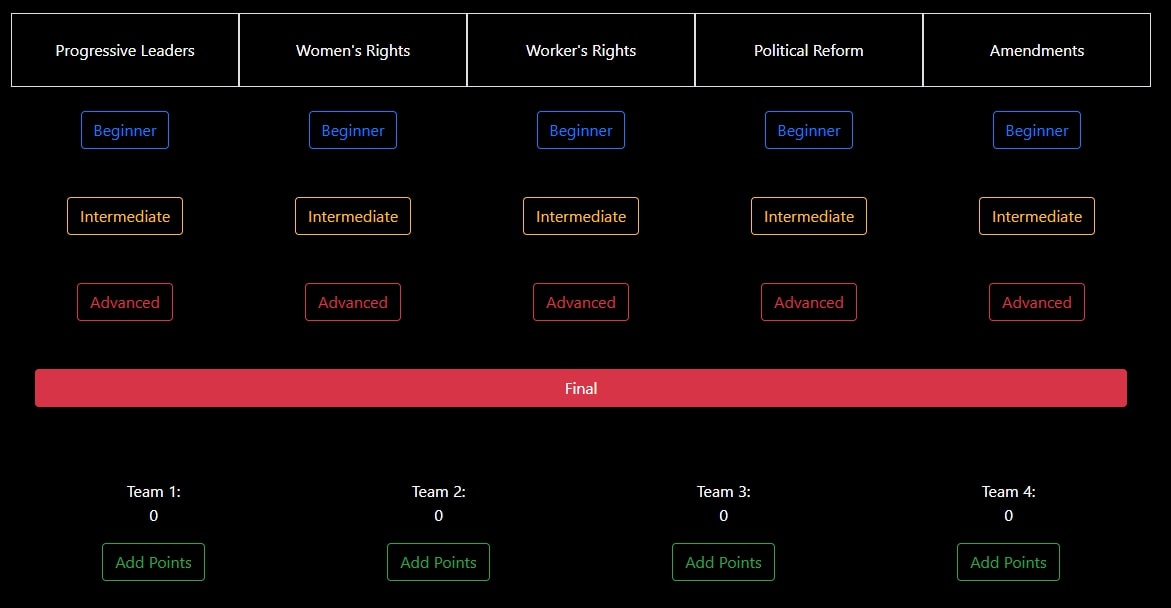 Progressive Leaders
Women's Rights
Worker's Rights
Political Reform
Amendments
Beginner
Beginner
Beginner
Beginner
Beginner
Intermediate
Intermediate
Intermediate
Intermediate
Intermediate
Advanced
Advanced
Advanced
Advanced
Advanced
Final
Team 1:
0
Add Points
Team 2:
0
Add Points
Team 3:
0
Add Points
Team 4:
0
Add Points